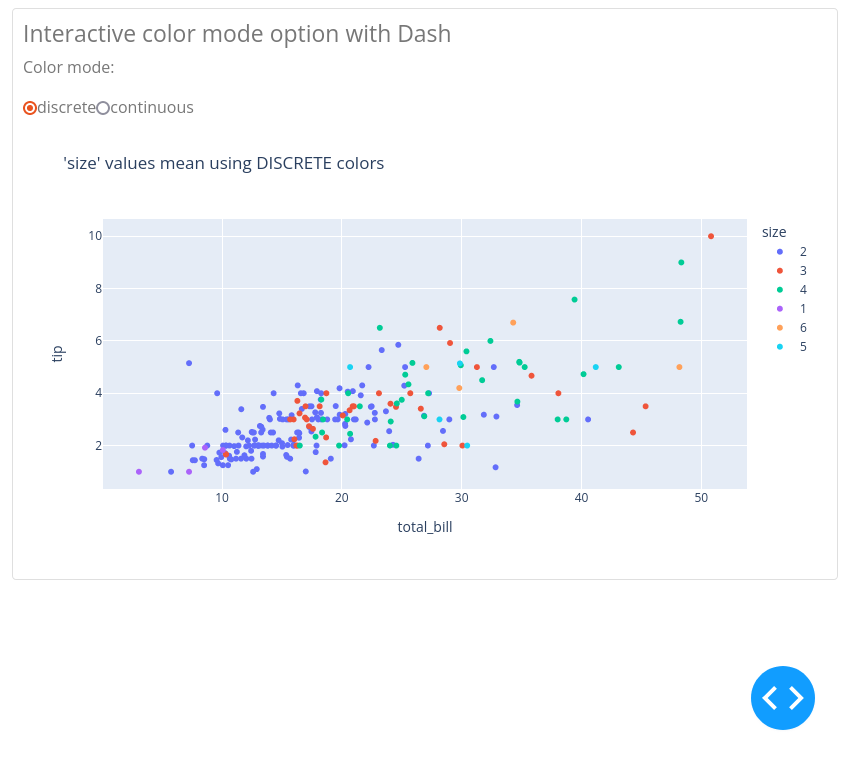 Interactive color mode option with Dash
Color mode:
discrete continuous
'size' values mean using DISCRETE colors
size
2
3
4
1
6
5
10
8
6
4
2
tip
10 20 30 40 50
total_bill